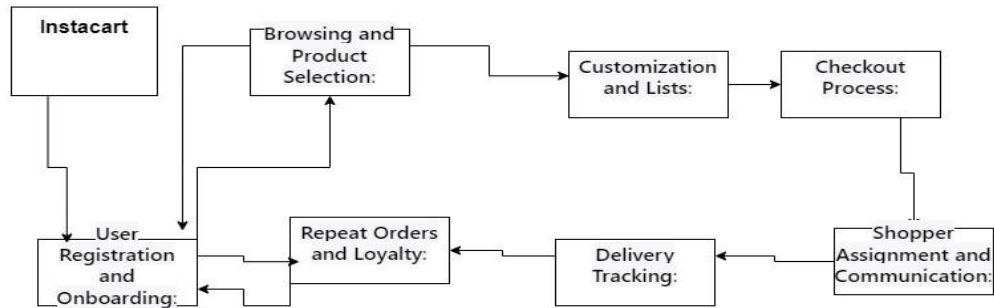 Instacart
Browsing and
Product
Selection:
Customization
and Lists:
Checkout
Process:
User
Registration
and
Onboarding:
Repeat Orders
and Loyalty:
Delivery
Tracking:
Shopper
Assignment and
Communication: